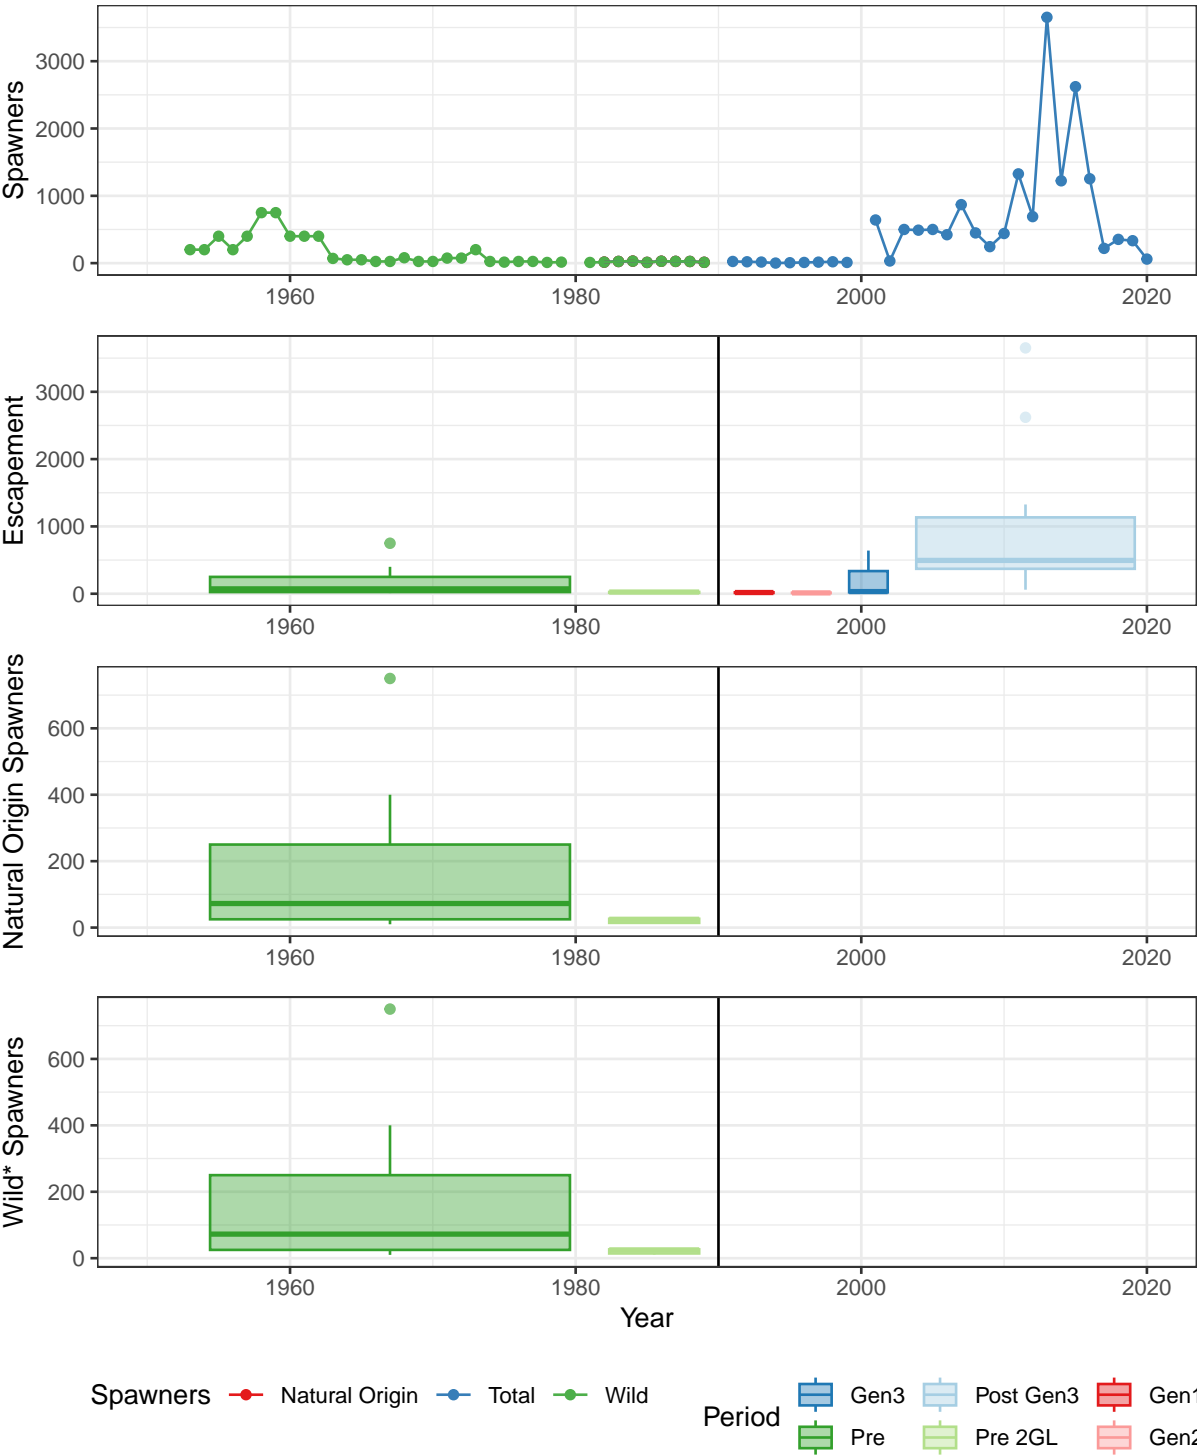 Spawners
3000
2000
1000
0
1960 1980 2000 2020
Escapement
3000
2000
1000
0
1960 1980 2000 2020
Natural Origin Spawners
600
400
200
0
1960 1980 2000 2020
Wild* Spawners
600
400
200
0
1960 1980 2000 2020
Year
Spawners Natural Origin Total Wild
Period Gen3 Post Gen3 Gen1
Pre Pre 2GL Gen2